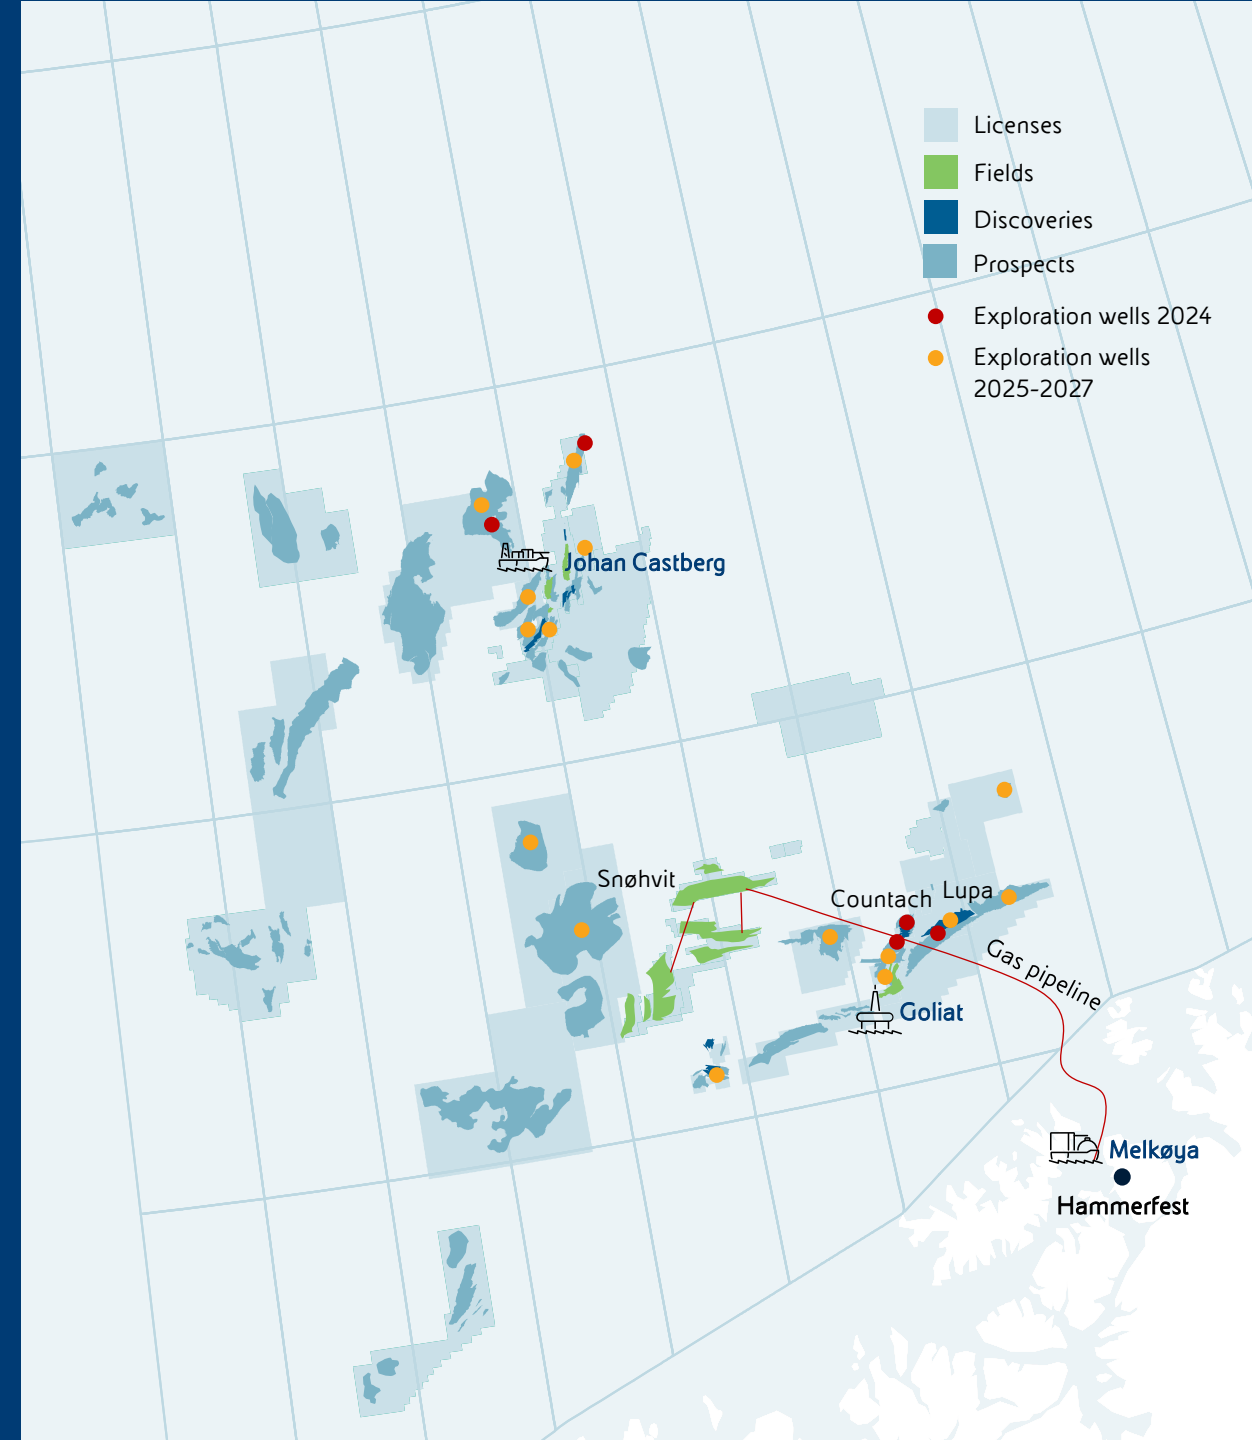 Licenses
Fields
Discoveries
Prospects
Exploration wells 2024
Exploration wells
2025-2027
Johan Castberg
Snøhvit
Countach
Lupa
Gas pipeline
Goliat
Melkøya
Hammerfest